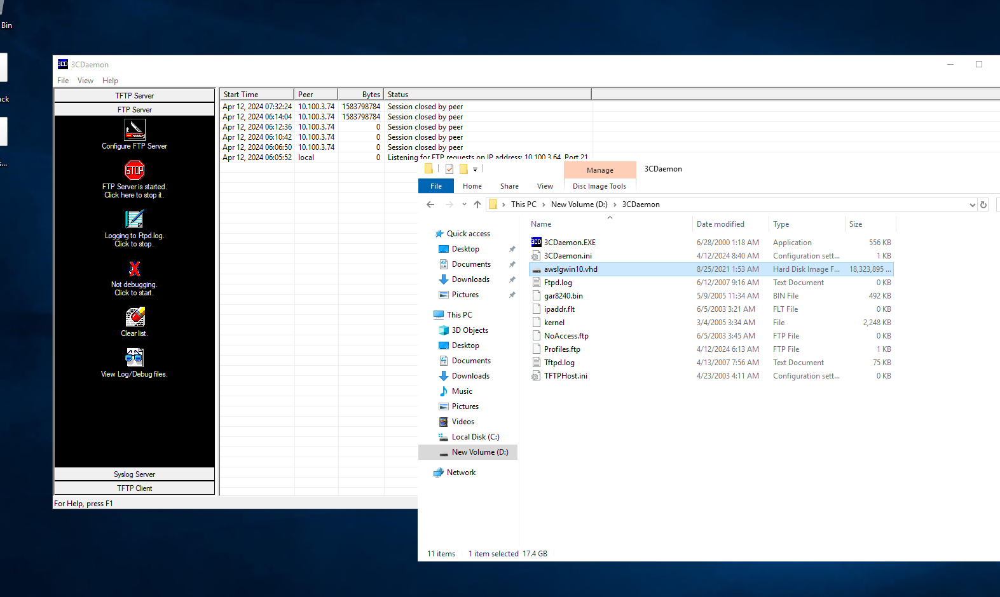 Bin
ck
s...
3CD 3CDaemon
File View Help
TFTP Server
FTP Server
Configure FTP Server
STOP
FTP Server is started.
Click here to stop it.
Logging to Ftpd.log.
Click to stop.
Not debugging.
Click to start.
Clear list.
View Log/Debug files.
Syslog Server
TFTP Client
For Help, press F1
Start Time Peer Bytes Status
Apr 12, 2024 07:32:24 10.100.3.74 1583798784 Session closed by peer
Apr 12, 2024 06:14:04 10.100.3.74 1583798784 Session closed by peer
Apr 12, 2024 06:12:36 10.100.3.74 0 Session closed by peer
Apr 12, 2024 06:10:42 10.100.3.74 0 Session closed by peer
Apr 12, 2024 06:06:50 10.100.3.74 0 Session closed by peer
Apr 12, 2024 06:05:52 local 0 Listening for FTP requests on IP address: 10.100.3.64, Port 21
Manage 3CDaemon
File Home Share View Disc Image Tools
This PC > New Volume (D:) > 3CDaemon
Quick access
Desktop
Documents
Downloads
Pictures
This PC
3D Objects
Desktop
Documents
Downloads
Music
Pictures
Videos
Local Disk (C:)
New Volume (D:)
Network
Name Date modified Type Size
3CD 3CDaemon.EXE 6/28/2000 1:18 AM Application 556 KB
3CDaemon.ini 4/12/2024 8:40 AM Configuration sett... 1 KB
awslgwin10.vhd 8/25/2021 1:53 AM Hard Disk Image F... 18,323,895 ...
Ftpd.log 6/12/2007 9:16 AM Text Document 0 KB
gar8240.bin 5/9/2005 11:34 AM BIN File 492 KB
ipaddr.flt 6/5/2003 3:21 AM FLT File 0 KB
kernel 3/4/2005 3:34 AM File 2,248 KB
NoAccess.ftp 6/5/2003 3:45 AM FTP File 0 KB
Profiles.ftp 4/12/2024 6:13 AM FTP File 1 KB
Tftpd.log 4/13/2007 7:56 AM Text Document 75 KB
TFTPHost.ini 4/23/2003 4:11 AM Configuration sett... 0 KB
11 items 1 item selected 17.4 GB